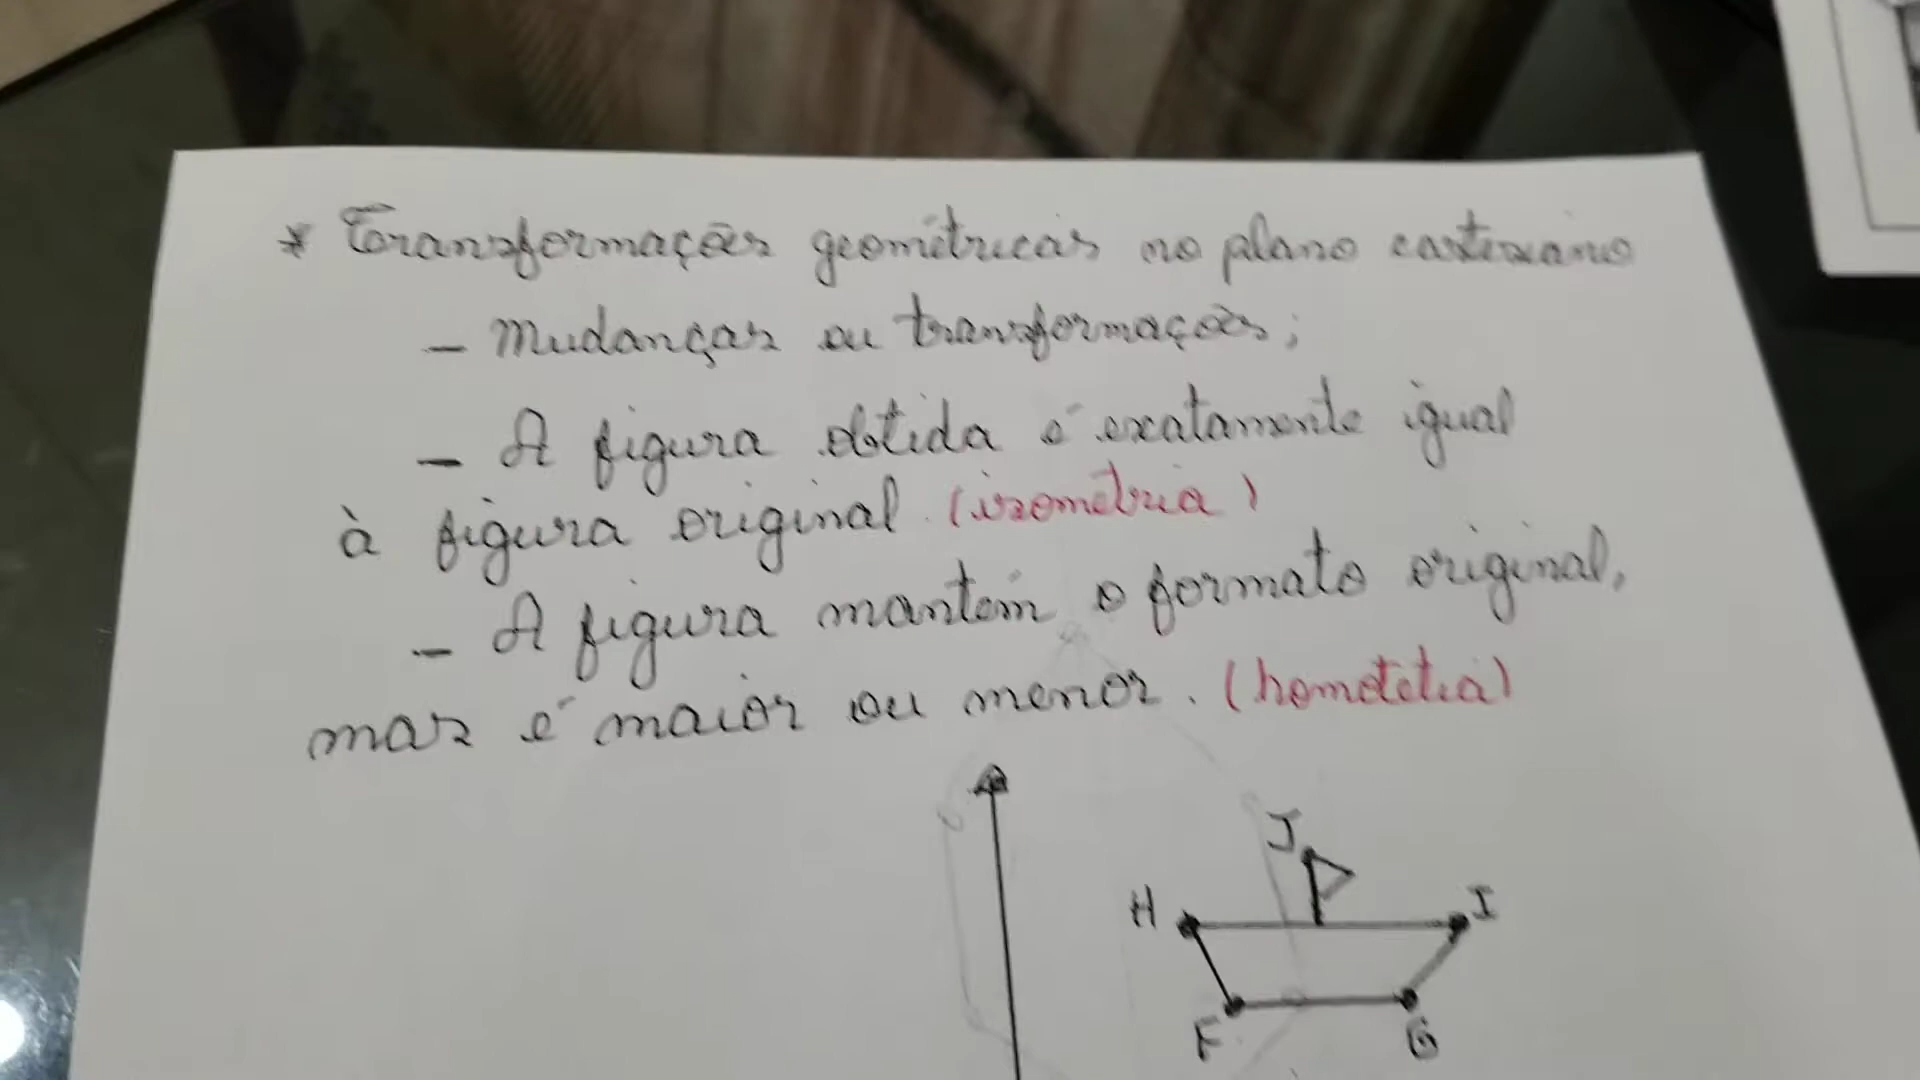 * Transformações geométricas no plano cartesiano
- Mudanças ou transformações;
- A figura obtida é exatamente igual
à figura original. (isometria)
- A figura mantém o formato original,
mas é maior ou menor. (homotetia)
J
H
I
F
G